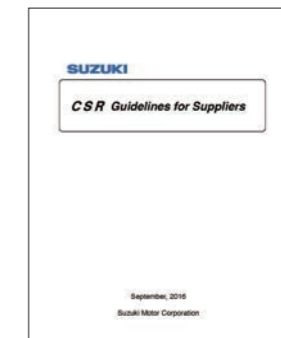 SUZUKI
CSR Guidelines for Suppliers
September, 2016
Suzuki Motor Corporation